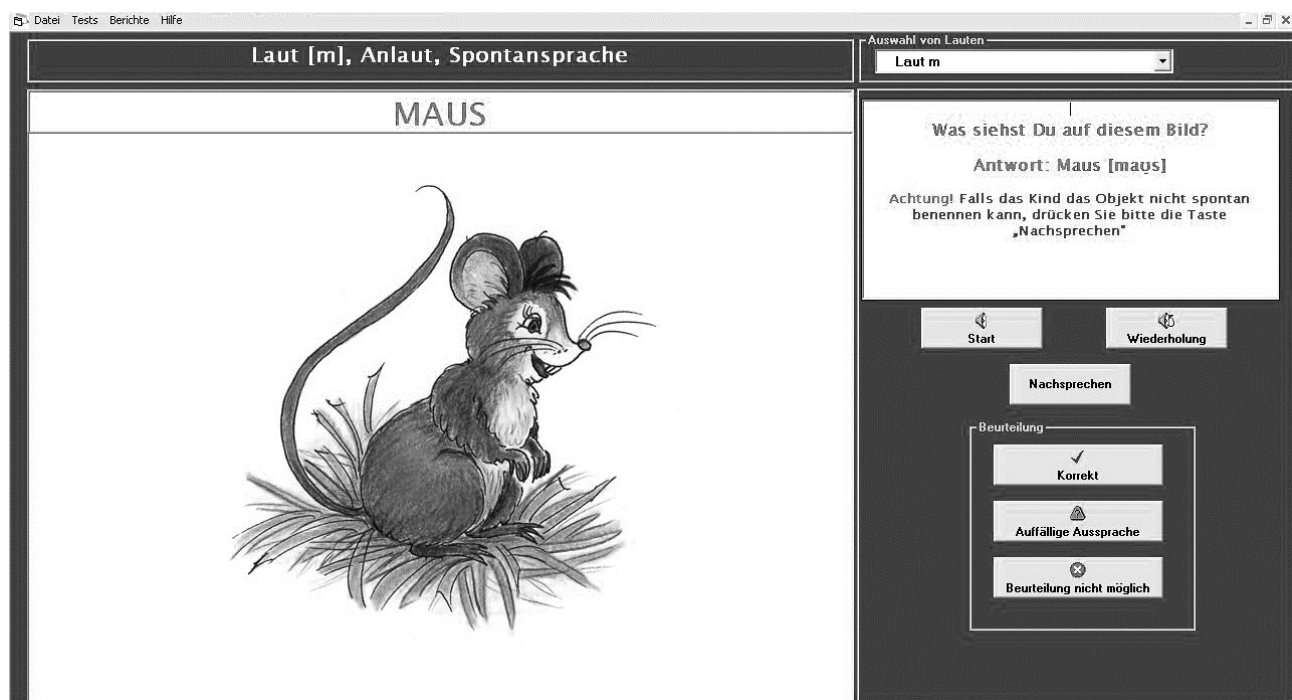 Datei Tests Berichte Hilfe
Laut [m], Anlaut, Spontansprache
Auswahl von Lauten
Laut m
MAUS
Was siehst Du auf diesem Bild?
Antwort: Maus [maʊ̯s]
Achtung! Falls das Kind das Objekt nicht spontan
benennen kann, drücken Sie bitte die Taste
„Nachsprechen"
Start
Wiederholung
Nachsprechen
Beurteilung
Korrekt
Auffällige Aussprache
Beurteilung nicht möglich